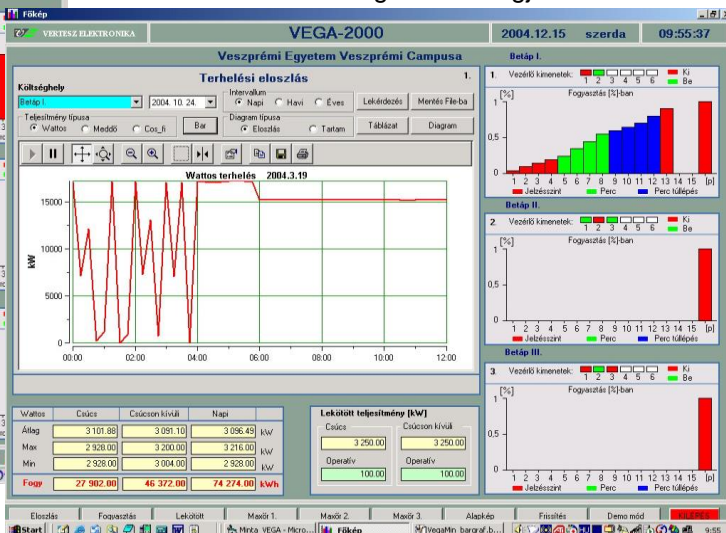 Főkép
VERTESZ ELEKTRONIKA
VEGA-2000
2004.12.15 szerda 09:55:37
Veszprémi Egyetem Veszprémi Campusa
Terhelési eloszlás 1.
Költséghely
Betáp I.
2004. 10. 24.
Intervallum
Napi Havi Éves
Lekérdezés Mentés File-ba
Teljesítmény típusa
Wattos Meddő Cos_fi
Bar
Diagram típusa
Eloszlás Tartam
Táblázat Diagram
Wattos terhelés 2004.3.19
kW
15000
10000
5000
0
00:00 02:00 04:00 06:00 08:00 10:00 12:00
Wattos Csúcs Csúcson kívüli Napi
Átlag 3 101.88 3 091.10 3 096.49 kW
Max 2 928.00 3 200.00 3 216.00 kW
Min 2 928.00 3 004.00 2 928.00 kW
Fogy 27 902.00 46 372.00 74 274.00 kWh
Lekötött teljesítmény [kW]
Csúcs Csúcson kívüli
3 250.00 3 250.00
Operatív Operatív
100.00 100.00
Betáp I.
1. Vezérlő kimenetek: Ki
1 2 3 4 5 6 Be
[%] Fogyasztás [%]-ban
1
0,5
0
1 2 3 4 5 6 7 8 9 10 11 12 13 14 15 [p]
Jelzésszint Perc Perc túllépés
Betáp II.
2. Vezérlő kimenetek: Ki
1 2 3 4 5 6 Be
[%] Fogyasztás [%]-ban
1
0,5
0
1 2 3 4 5 6 7 8 9 10 11 12 13 14 15 [p]
Jelzésszint Perc Perc túllépés
Betáp III.
3. Vezérlő kimenetek: Ki
1 2 3 4 5 6 Be
[%] Fogyasztás [%]-ban
1
0,5
0
1 2 3 4 5 6 7 8 9 10 11 12 13 14 15 [p]
Jelzésszint Perc Perc túllépés
Eloszlás Fogyasztás Lekötött Maxőr 1. Maxőr 2. Maxőr 3. Alapkép Frissítés Demo mód KILÉPÉS
Start Minta_VEGA - Micro... Főkép VegaMin_bargraf.b... 9:55